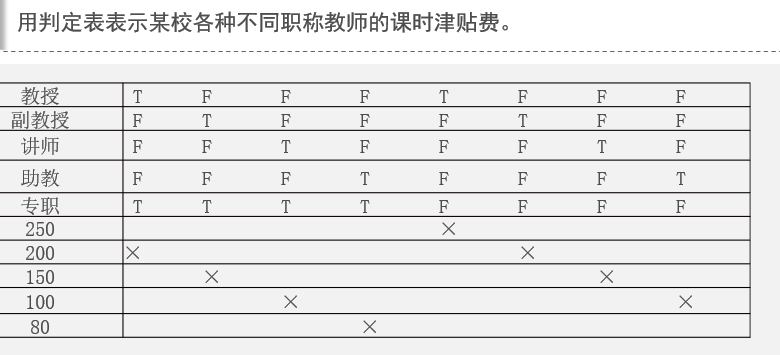 用判定表表示某校各种不同职称教师的课时津贴费。
教授 T F F F T F F F
副教授 F T F F F T F F
讲师 F F T F F F T F
助教 F F F T F F F T
专职 T T T T F F F F
250 ×
200 × ×
150 × ×
100 × ×
80 ×